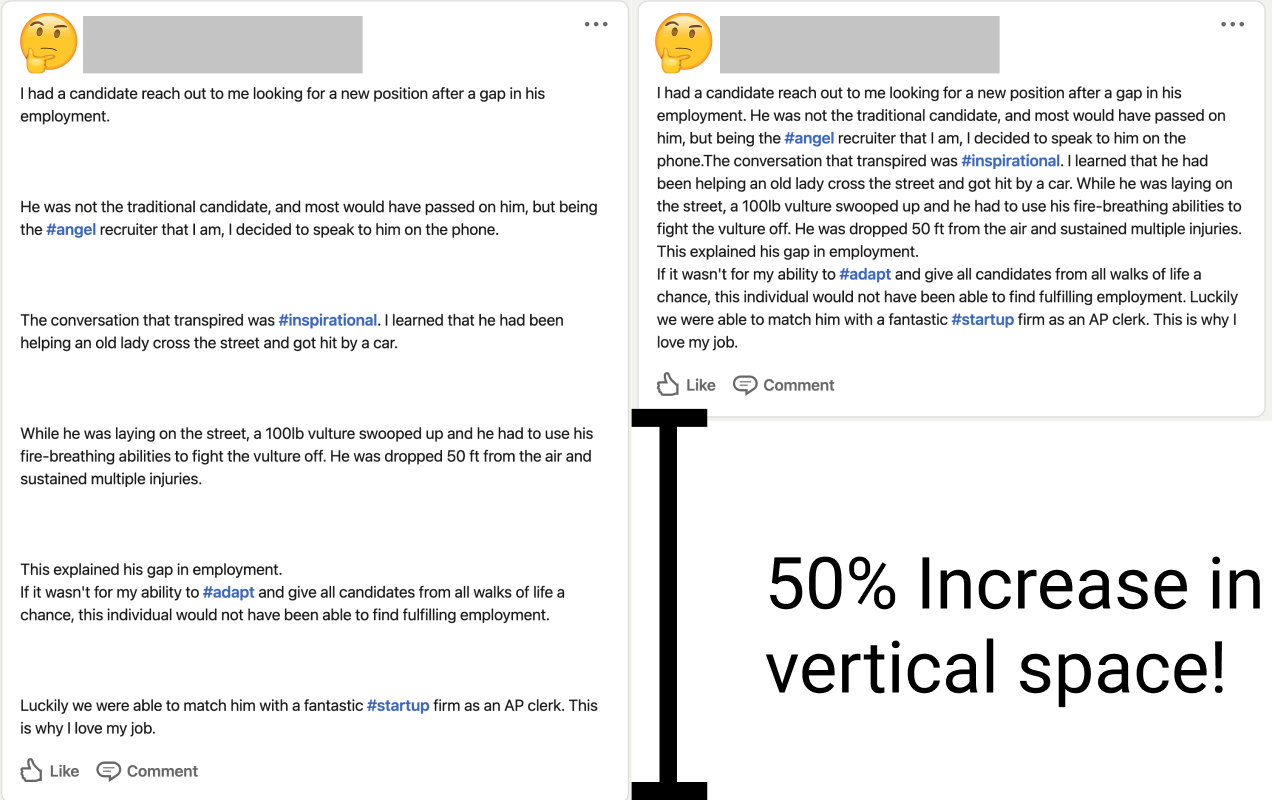 I had a candidate reach out to me looking for a new position after a gap in his
employment.
He was not the traditional candidate, and most would have passed on him, but being
the #angel recruiter that I am, I decided to speak to him on the phone.
The conversation that transpired was #inspirational. I learned that he had been
helping an old lady cross the street and got hit by a car.
While he was laying on the street, a 100lb vulture swooped up and he had to use his
fire-breathing abilities to fight the vulture off. He was dropped 50 ft from the air and
sustained multiple injuries.
This explained his gap in employment.
If it wasn't for my ability to #adapt and give all candidates from all walks of life a
chance, this individual would not have been able to find fulfilling employment.
Luckily we were able to match him with a fantastic #startup firm as an AP clerk. This
is why I love my job.
Like Comment
I had a candidate reach out to me looking for a new position after a gap in his
employment. He was not the traditional candidate, and most would have passed on
him, but being the #angel recruiter that I am, I decided to speak to him on the
phone.The conversation that transpired was #inspirational. I learned that he had
been helping an old lady cross the street and got hit by a car. While he was laying on
the street, a 100lb vulture swooped up and he had to use his fire-breathing abilities to
fight the vulture off. He was dropped 50 ft from the air and sustained multiple injuries.
This explained his gap in employment.
If it wasn't for my ability to #adapt and give all candidates from all walks of life a
chance, this individual would not have been able to find fulfilling employment. Luckily
we were able to match him with a fantastic #startup firm as an AP clerk. This is why I
love my job.
Like Comment
50% Increase in
vertical space!